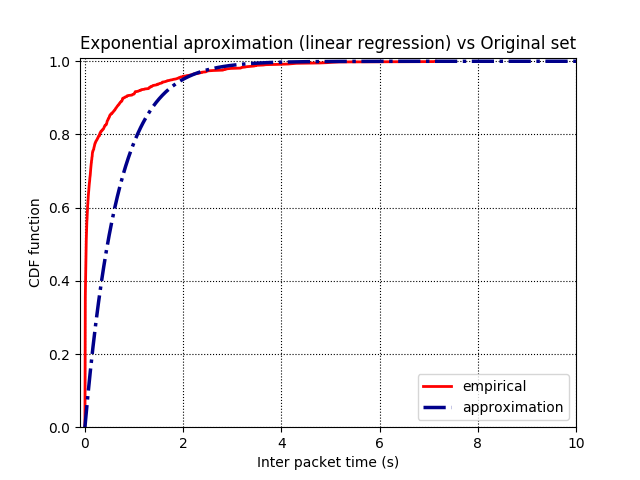 Exponential aproximation (linear regression) vs Original set
1.0
0.8
0.6
0.4
0.2
0.0
CDF function
0 2 4 6 8 10
Inter packet time (s)
empirical
approximation